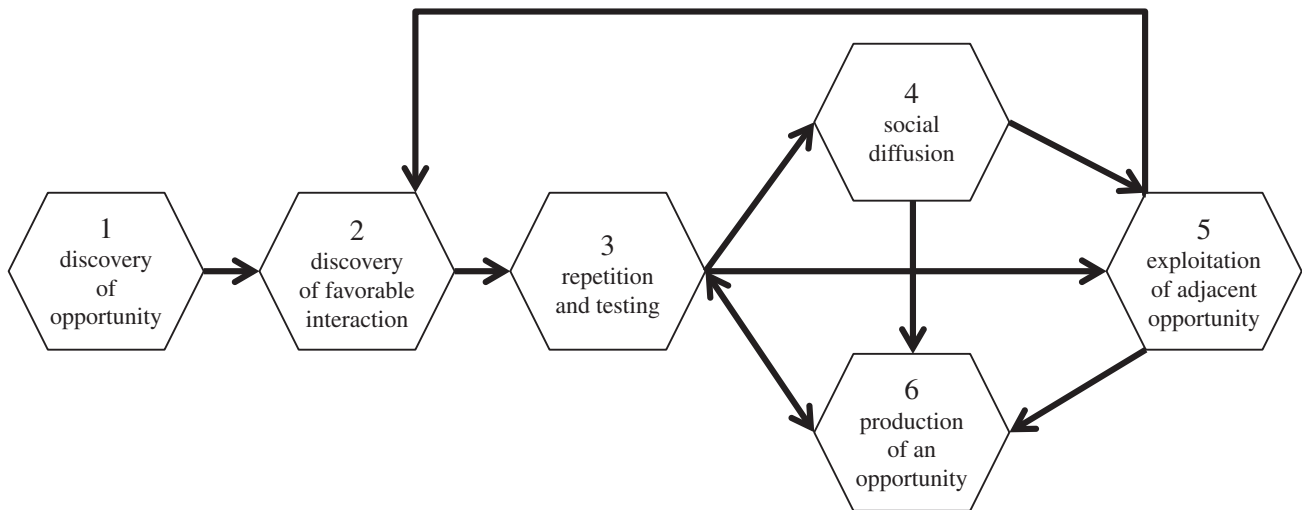 1
discovery
of
opportunity
2
discovery
of favorable
interaction
3
repetition
and testing
4
social
diffusion
5
exploitation
of adjacent
opportunity
6
production
of an
opportunity